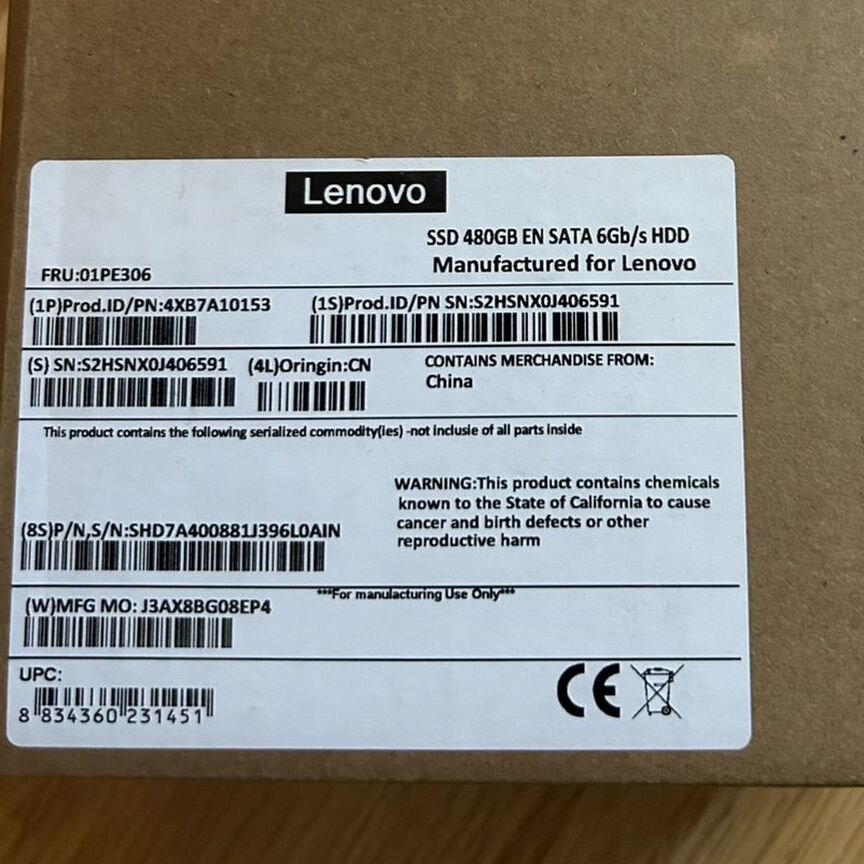 Lenovo
SSD 480GB EN SATA 6Gb/s HDD
FRU:01PE306
Manufactured for Lenovo
(1P)Prod.ID/PN:4XB7A10153
(1S)Prod.ID/PN SN:S2HSNX0J406591
(S) SN:S2HSNX0J406591
(4L)Oringin:CN
CONTAINS MERCHANDISE FROM:
China
This product contains the following serialized commodity(ies) -not inclusie of all parts inside
WARNING:This product contains chemicals
known to the State of California to cause
cancer and birth defects or other
reproductive harm
(8S)P/N,S/N:SHD7A400881J396L0AIN
***For manulacturing Use Only***
(W)MFG MO: J3AX8BG08EP4
UPC:
8 834360 231451
CE